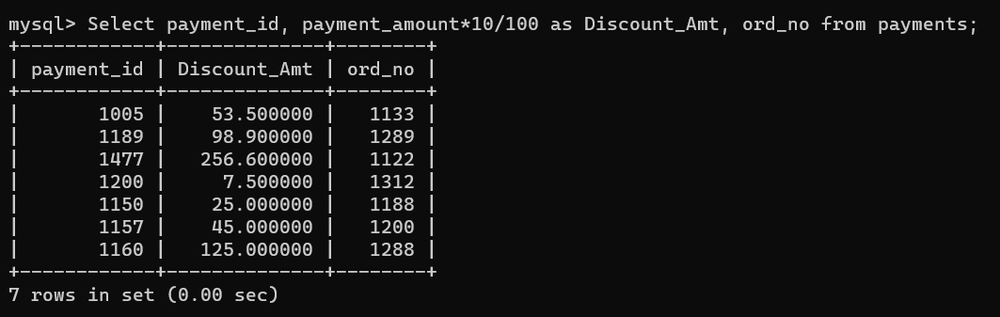 mysql> Select payment_id, payment_amount*10/100 as Discount_Amt, ord_no from payments;
+------------+--------------+--------+
| payment_id | Discount_Amt | ord_no |
+------------+--------------+--------+
|       1005 |    53.500000 |   1133 |
|       1189 |    98.900000 |   1289 |
|       1477 |   256.600000 |   1122 |
|       1200 |     7.500000 |   1312 |
|       1150 |    25.000000 |   1188 |
|       1157 |    45.000000 |   1200 |
|       1160 |   125.000000 |   1288 |
+------------+--------------+--------+
7 rows in set (0.00 sec)